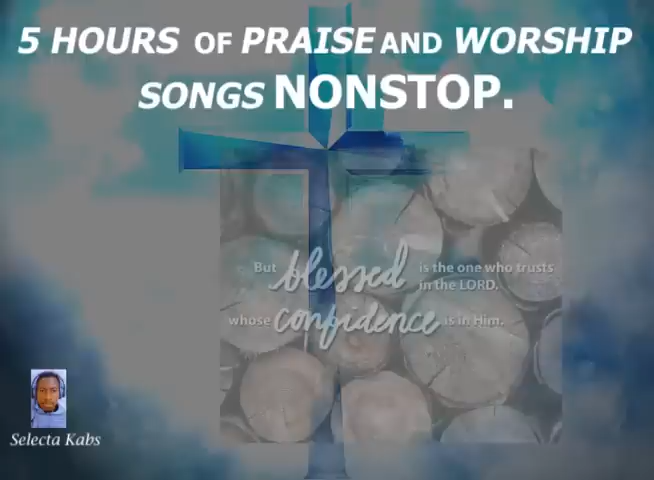 5 HOURS OF PRAISE AND WORSHIP
SONGS NONSTOP.
But blessed is the one who trusts
in the LORD.
whose confidence is in Him.
Selecta Kabs